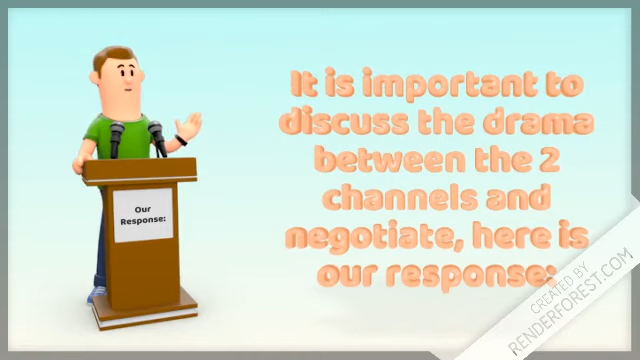 It is important to
discuss the drama
between the 2
channels and
negotiate, here is
our response:
Our
Response:
CREATED BY
RENDERFOREST.COM